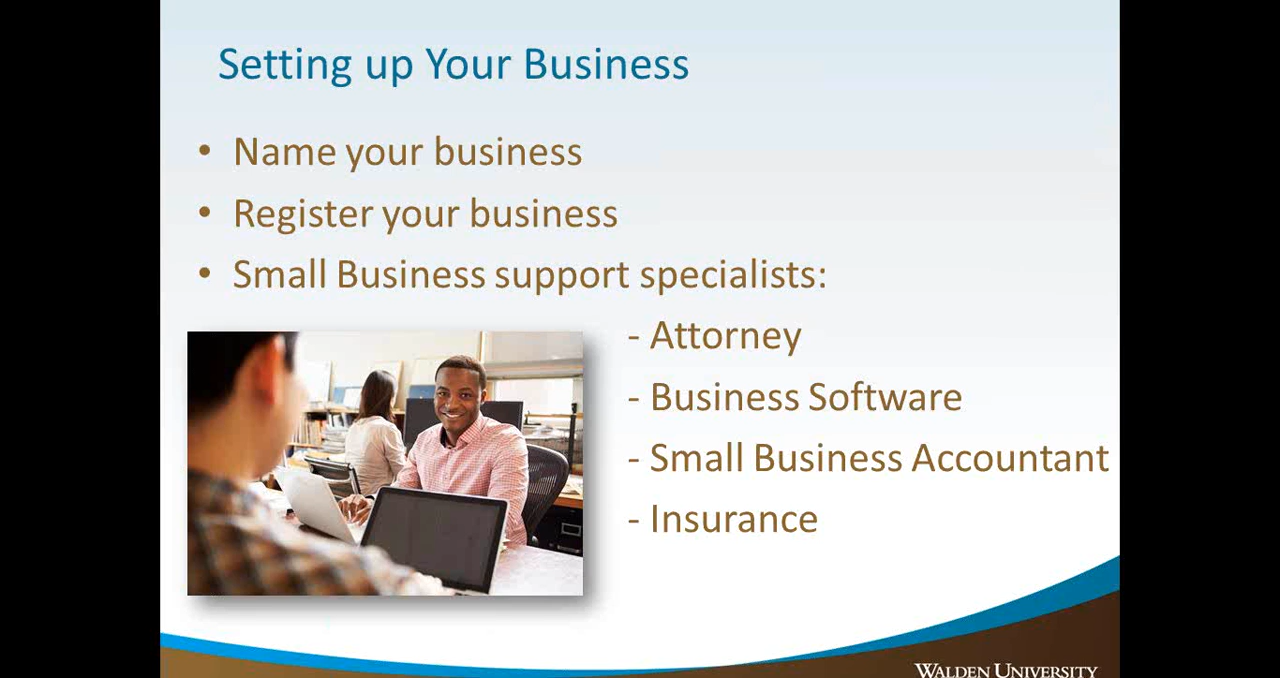 Setting up Your Business
• Name your business
• Register your business
• Small Business support specialists:
- Attorney
- Business Software
- Small Business Accountant
- Insurance
WALDEN UNIVERSITY